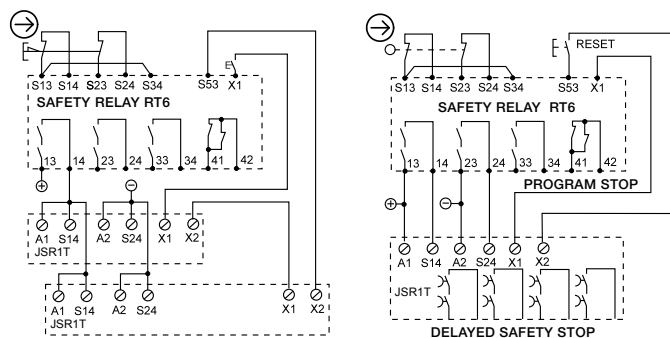 S13 S14 S23 S24 S34 S53 X1
SAFETY RELAY RT6
13 14 23 24 33 34 41 42
A1 S14 A2 S24 X1 X2
JSR1T
A1 S14 A2 S24 X1 X2
JSR1T
RESET
S13 S14 S23 S24 S34 S53 X1
SAFETY RELAY RT6
13 14 23 24 33 34 41 42
PROGRAM STOP
A1 S14 A2 S24 X1 X2
JSR1T
DELAYED SAFETY STOP